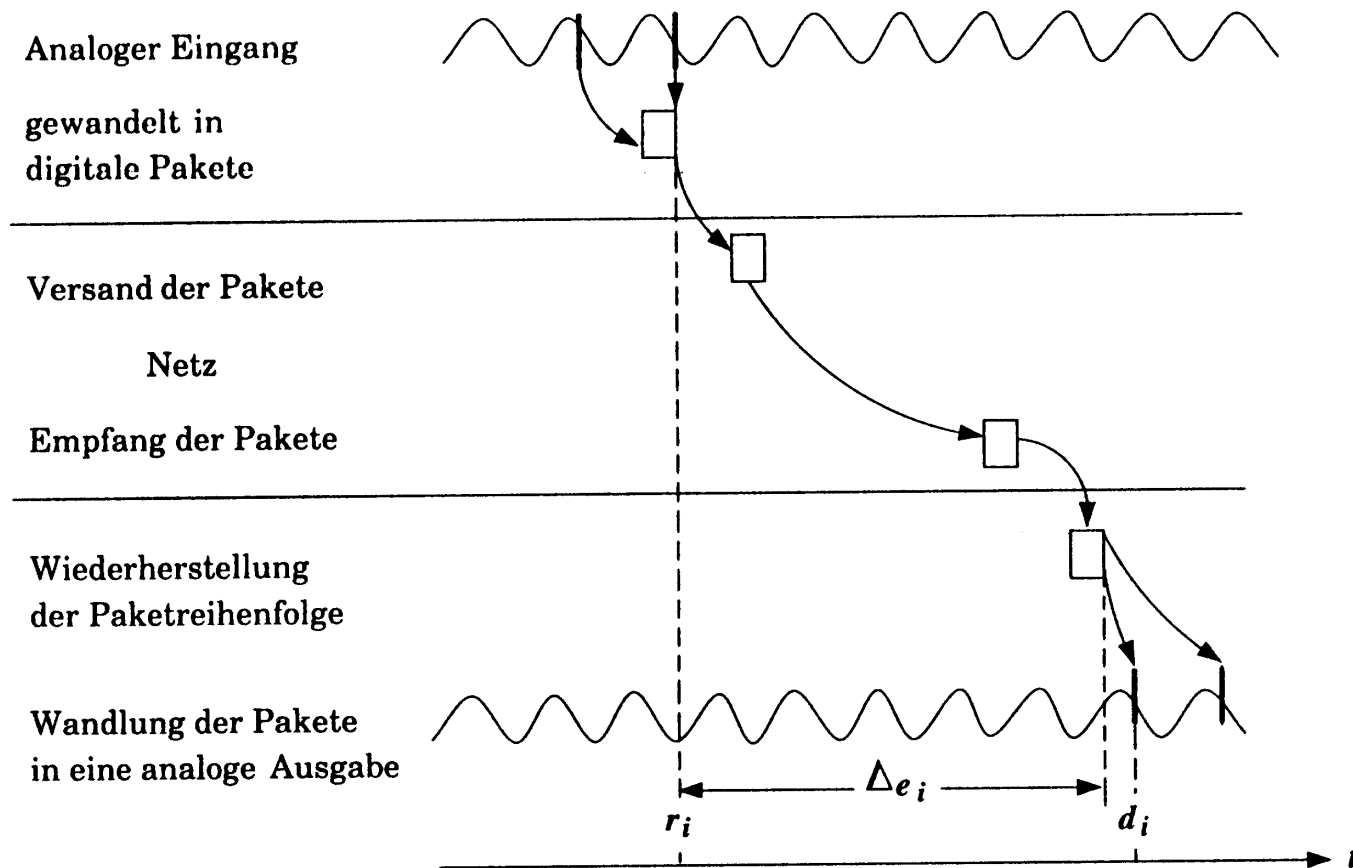 Analoger Eingang
gewandelt in
digitale Pakete
Versand der Pakete
Netz
Empfang der Pakete
Wiederherstellung
der Paketreihenfolge
Wandlung der Pakete
in eine analoge Ausgabe
Δe i
r i
d i
t